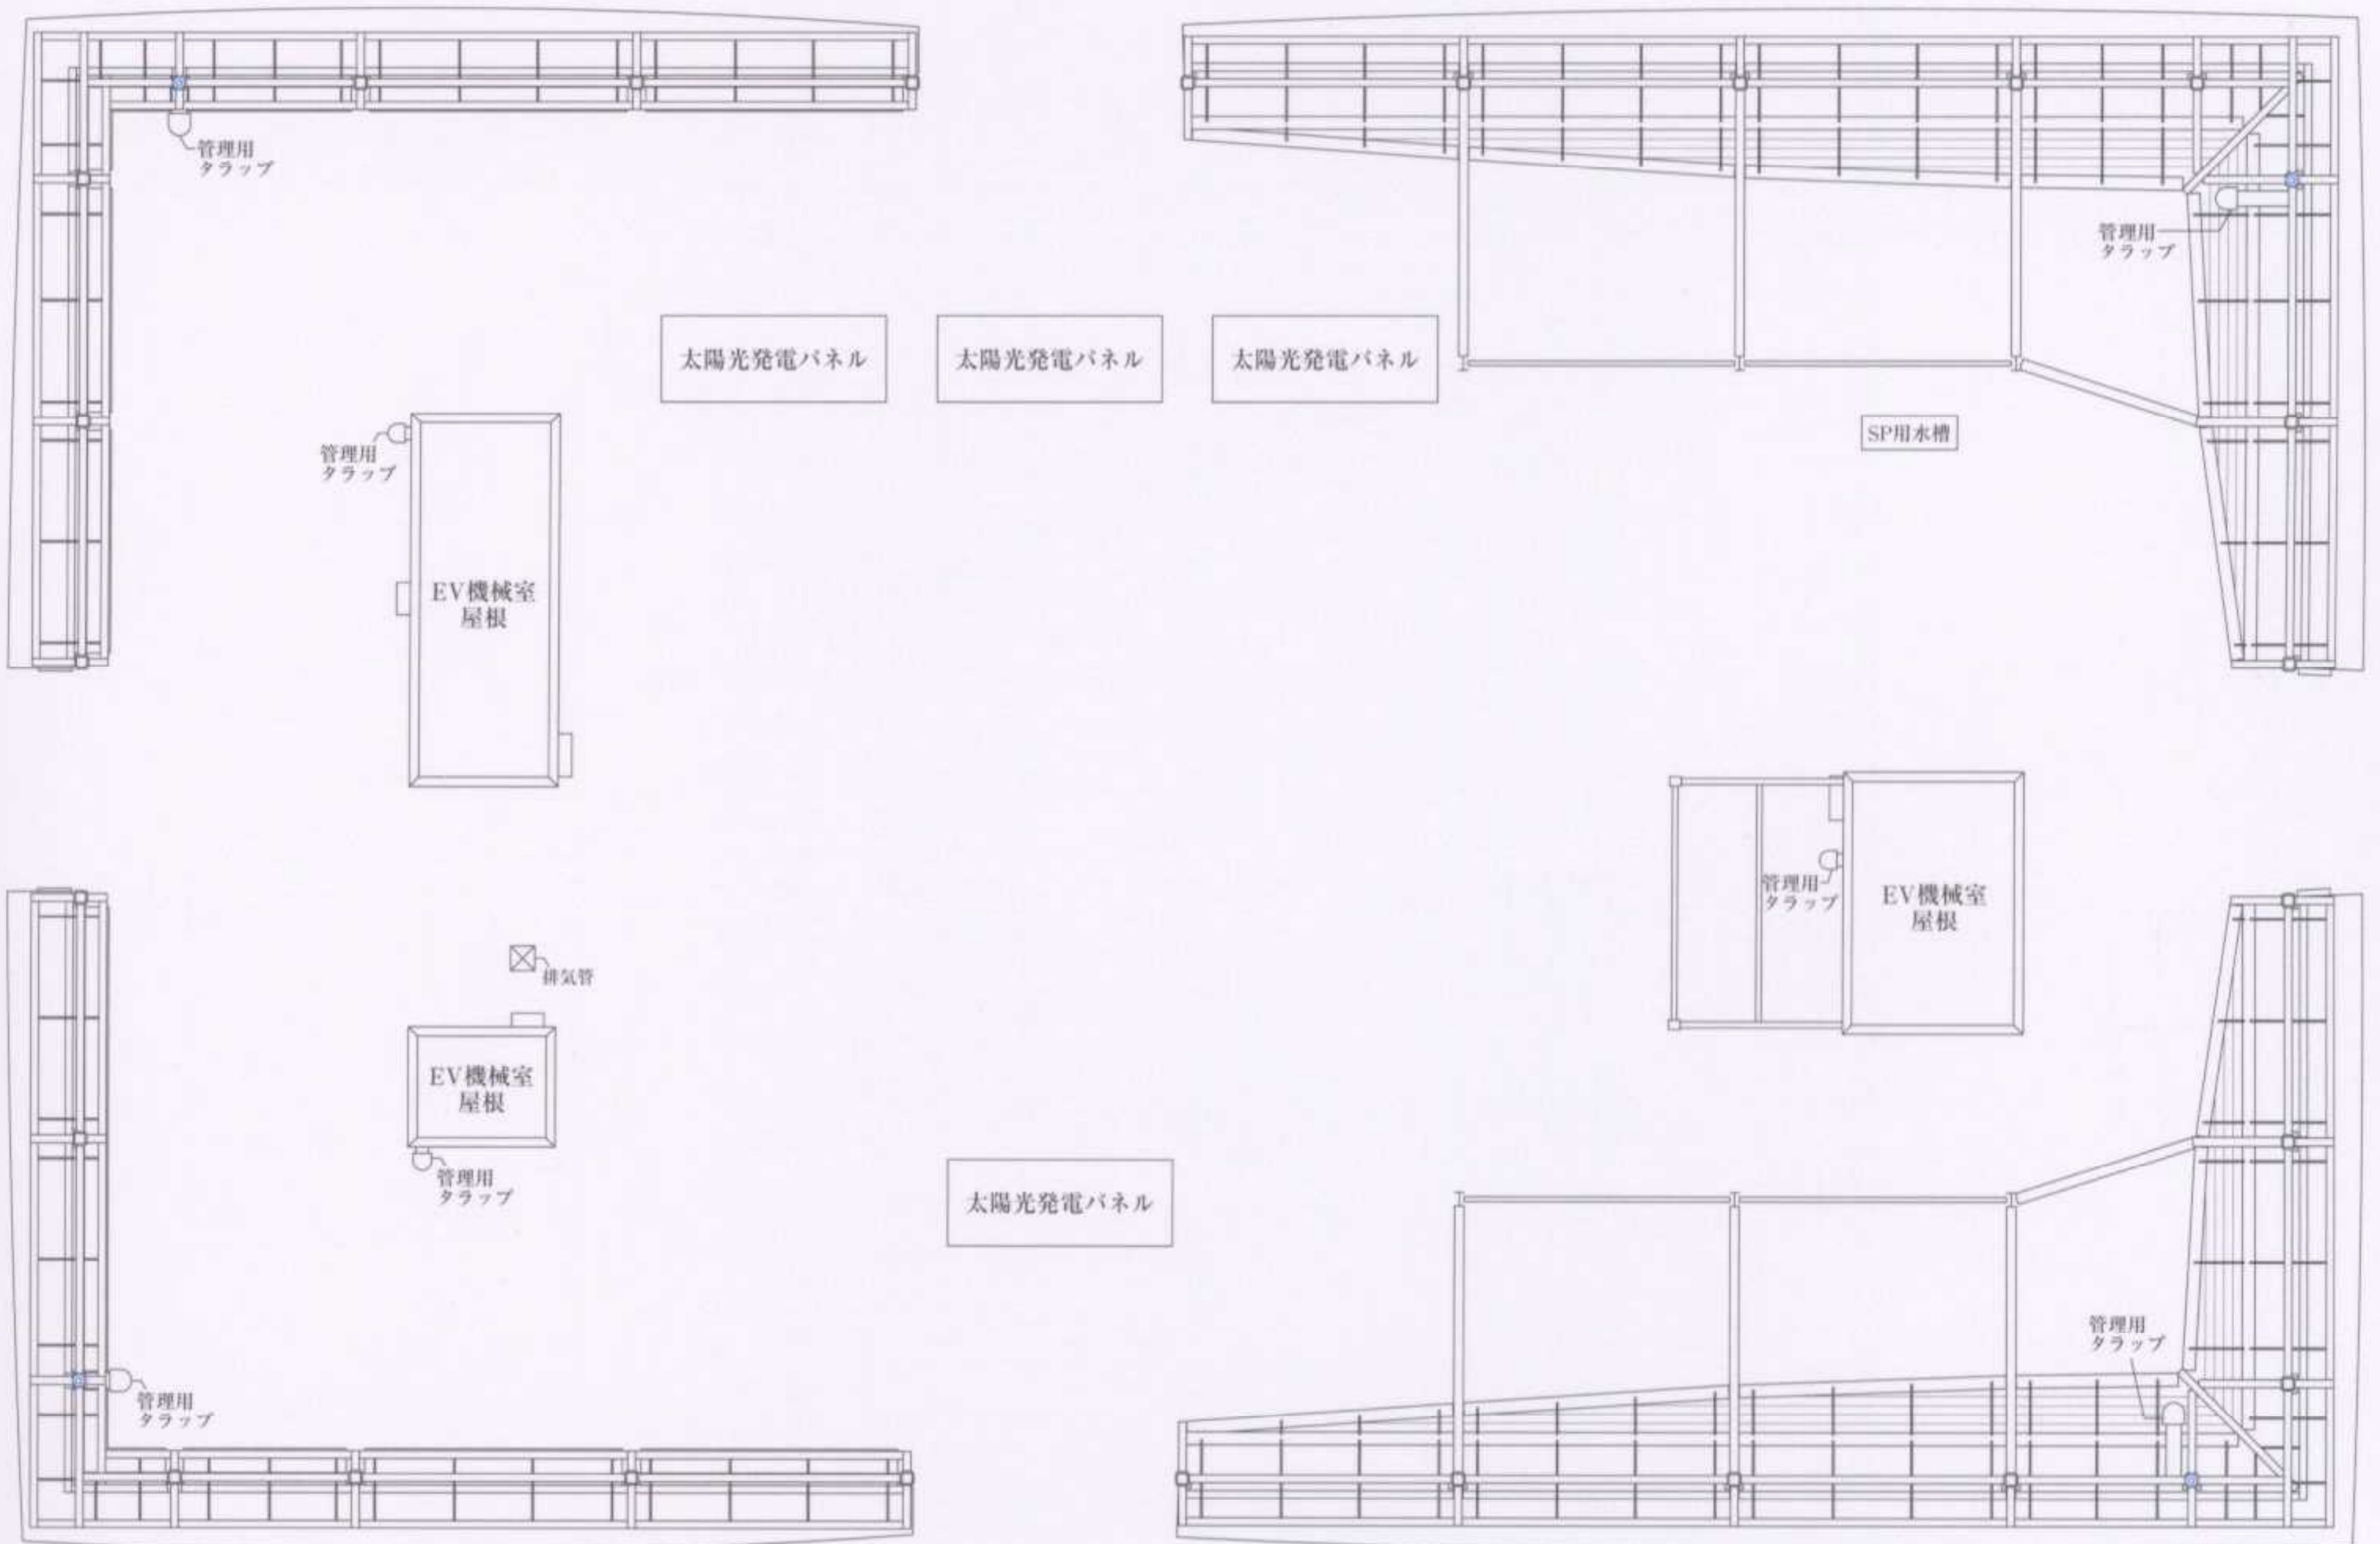 管理用
タラップ
管理用
タラップ
太陽光発電パネル
太陽光発電パネル
太陽光発電パネル
SP用水槽
管理用
タラップ
EV機械室
屋根
管理用
タラップ
EV機械室
屋根
排気管
EV機械室
屋根
管理用
タラップ
太陽光発電パネル
管理用
タラップ
管理用
タラップ